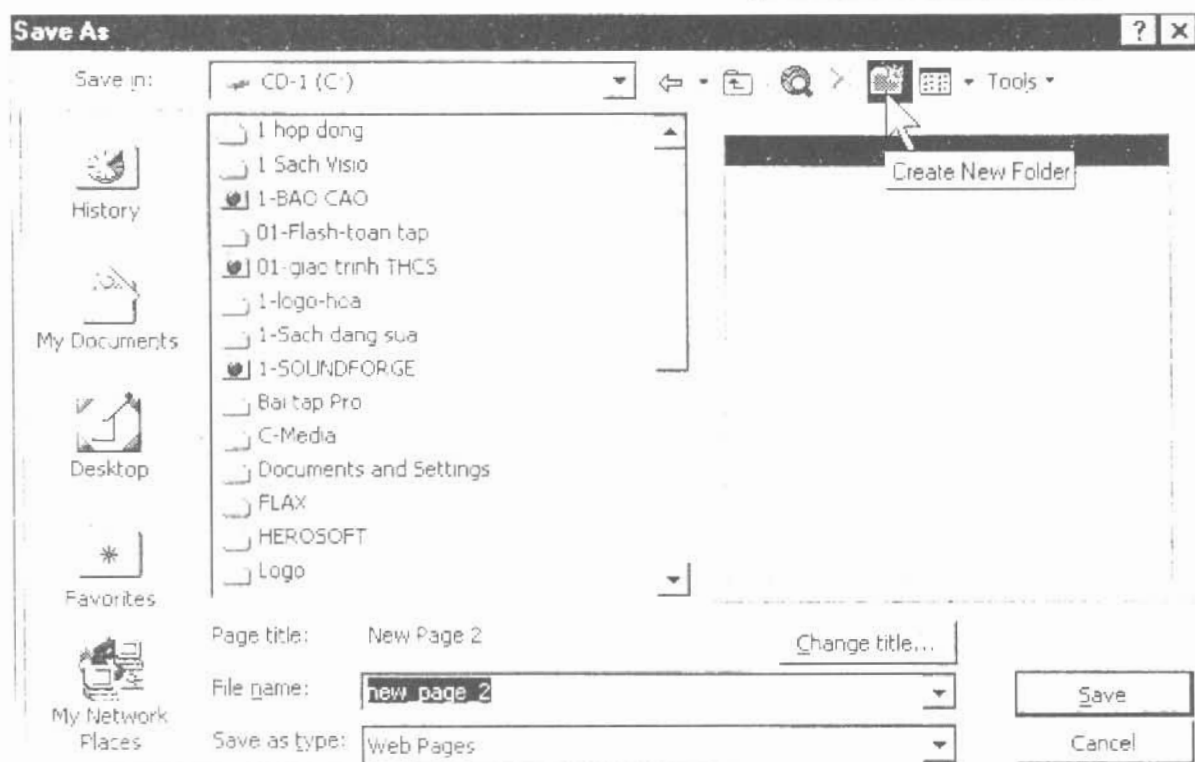 Save As
Save in:
CD-1 (C:)
Tools
Create New Folder
History
My Documents
Desktop
Favorites
My Network
Places
1 hop dong
1 Sach Visio
1-BAO CAO
01-Flash-toan tap
01-giao trinh THCS
1-logo-hoa
1-Sach dang sua
1-SOUNDFORGE
Bai tap Pro
C-Media
Documents and Settings
FLAX
HEROSOFT
Logo
Page title: New Page 2
Change title...
File name: new_page_2
Save
Save as type: Web Pages
Cancel